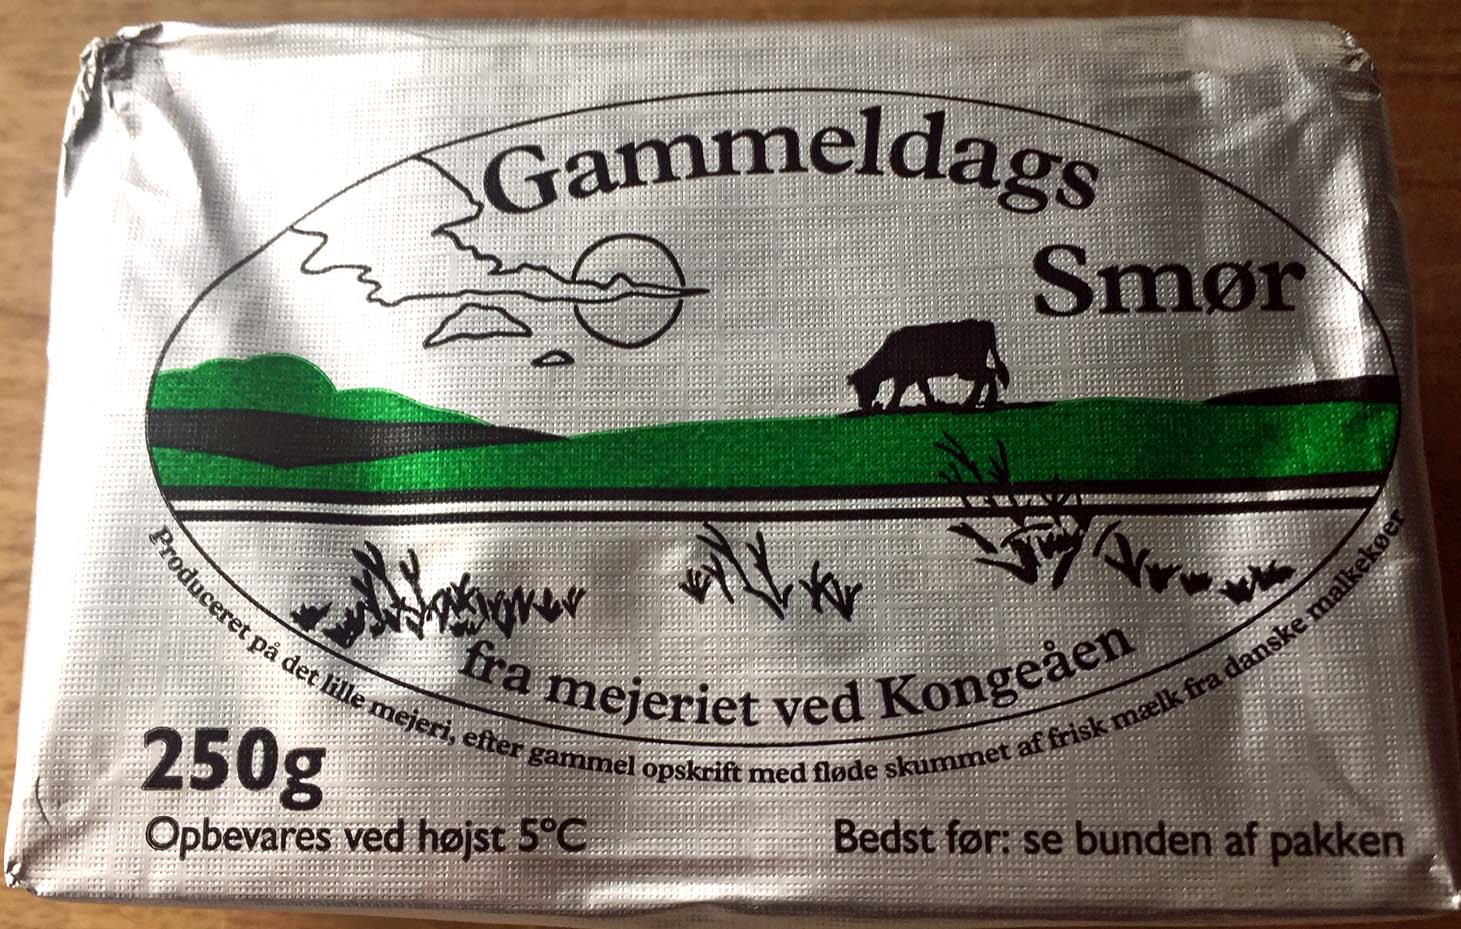 Gammeldags
Smør
fra mejeriet ved Kongeåen
Produceret på det lille mejeri, efter gammel opskrift med fløde skummet af frisk mælk fra danske malkekøer
250g
Opbevares ved højst 5°C
Bedst før: se bunden af pakken